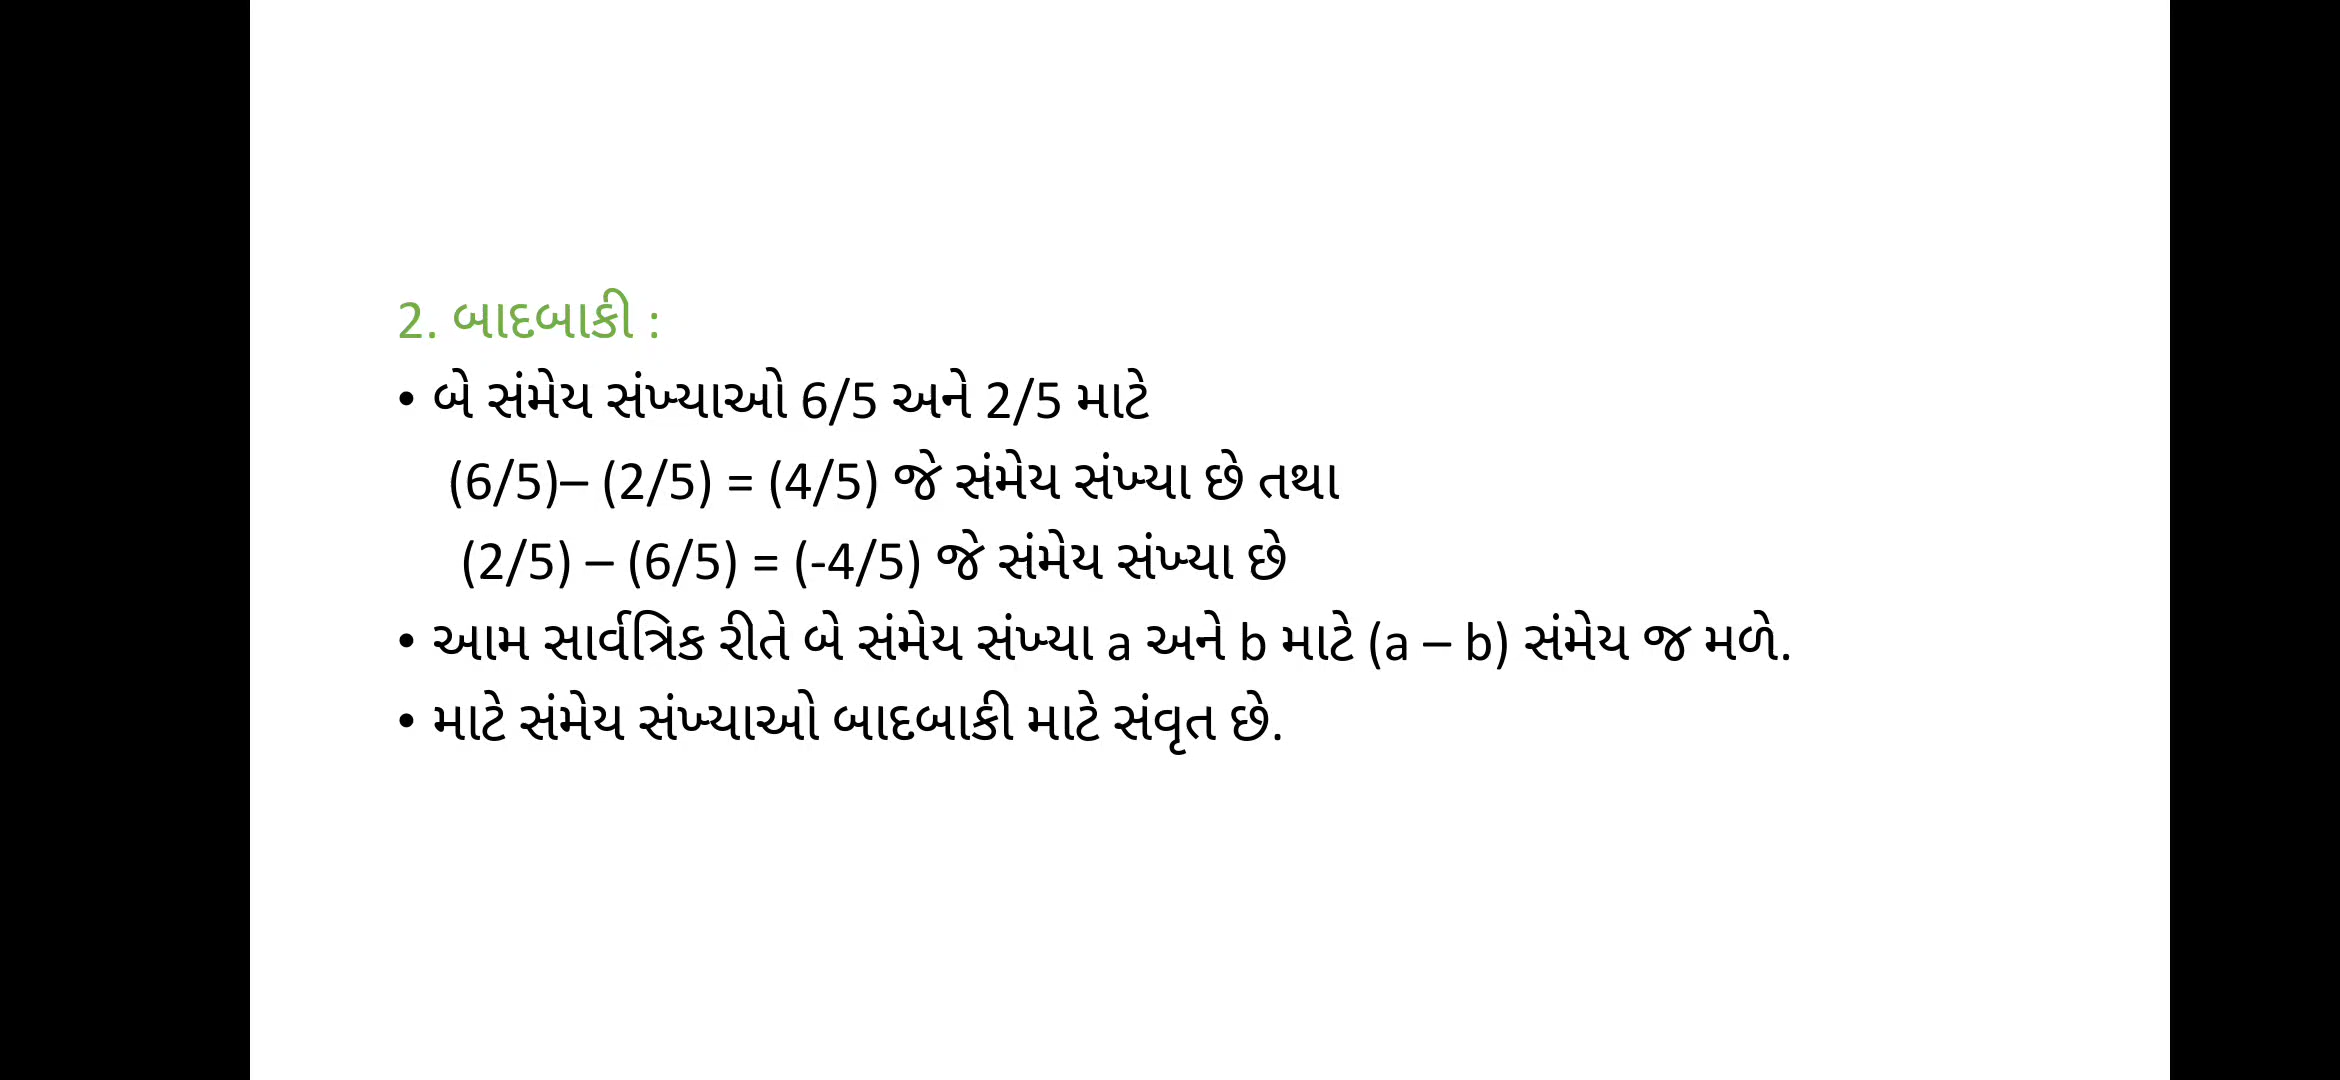 2. બાદબાકી :
• બે સંમેય સંખ્યાઓ 6/5 અને 2/5 માટે
(6/5)– (2/5) = (4/5) જે સંમેય સંખ્યા છે તથા
(2/5) – (6/5) = (-4/5) જે સંમેય સંખ્યા છે
• આમ સાર્વત્રિક રીતે બે સંમેય સંખ્યા a અને b માટે (a – b) સંમેય જ મળે.
• માટે સંમેય સંખ્યાઓ બાદબાકી માટે સંવૃત છે.